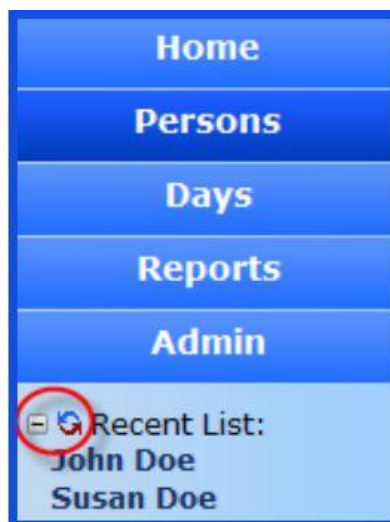 Home
Persons
Days
Reports
Admin
Recent List:
John Doe
Susan Doe